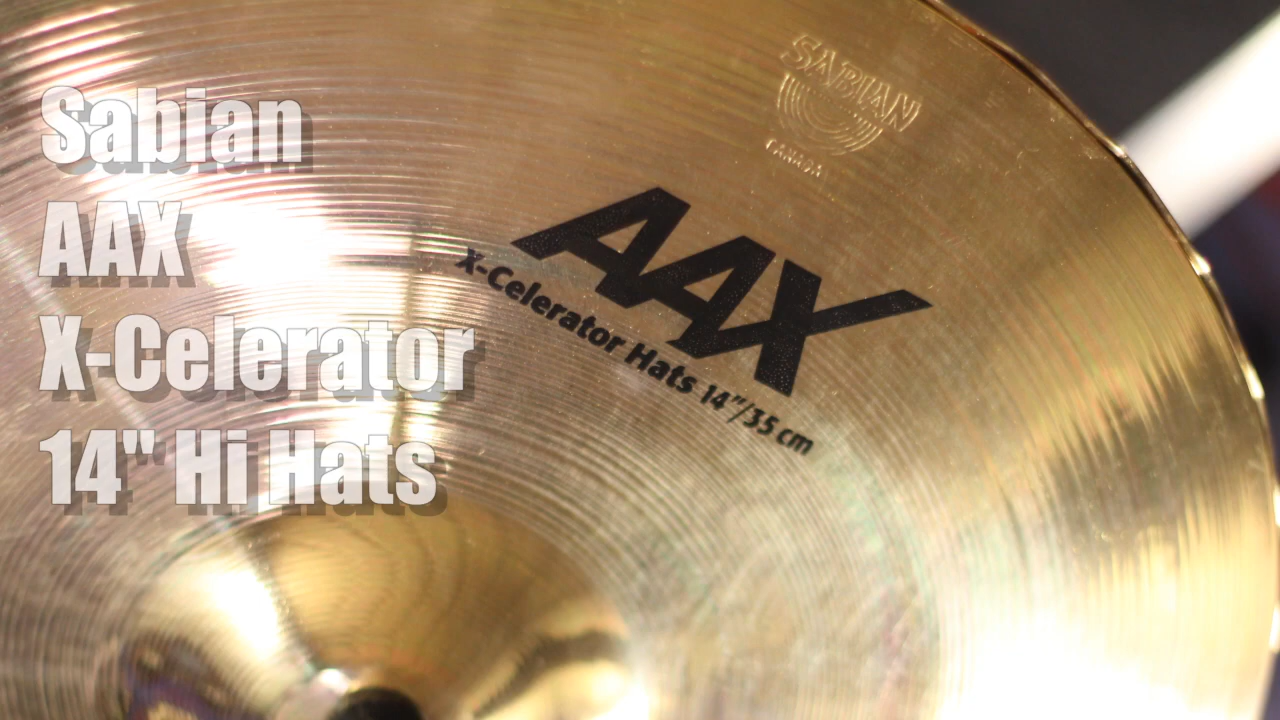 Sabian
AAX
X-Celerator
14" Hi Hats
SABIAN
CANADA
AAX
X-Celerator Hats 14"/35 cm